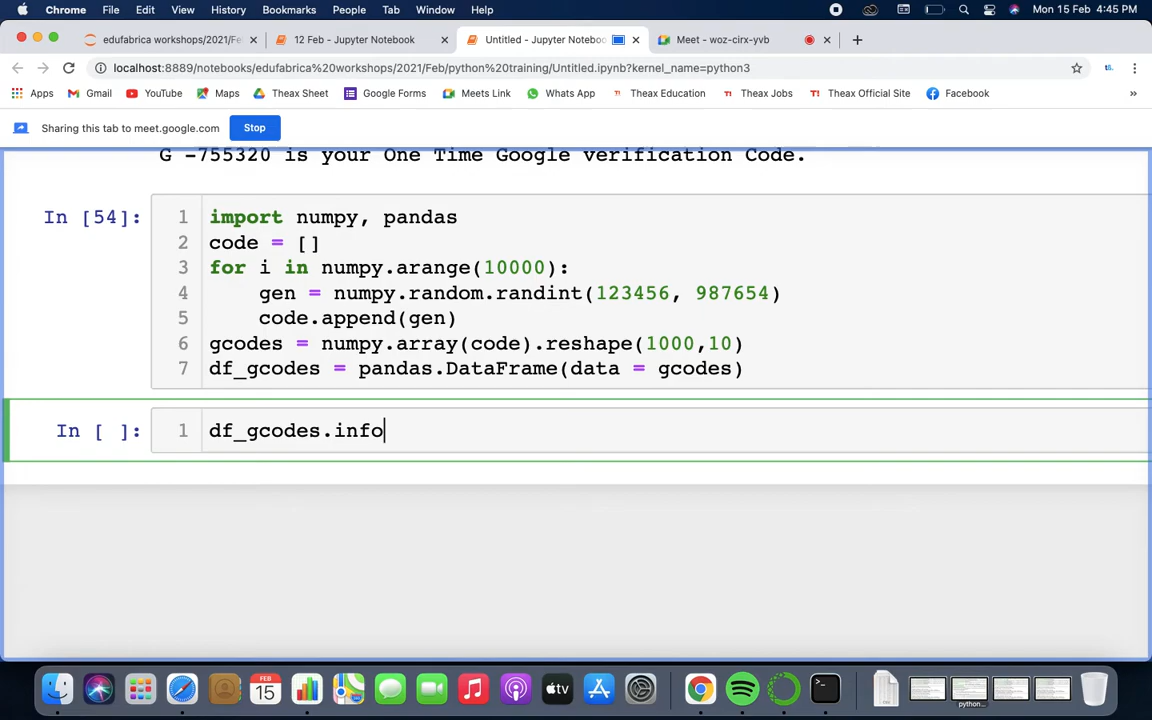 Chrome File Edit View History Bookmarks People Tab Window Help Mon 15 Feb 4:45 PM
edufabrica workshops/2021/Fe 12 Feb - Jupyter Notebook Untitled - Jupyter Noteboo Meet - woz-cirx-yvb
localhost:8889/notebooks/edufabrica%20workshops/2021/Feb/python%20training/Untitled.ipynb?kernel_name=python3
Apps Gmail YouTube Maps Theax Sheet Google Forms Meets Link Whats App Theax Education Theax Jobs Theax Official Site Facebook »
Sharing this tab to meet.google.com Stop
G -755320 is your One Time Google verification Code.
In [54]: 1 import numpy, pandas
2 code = []
3 for i in numpy.arange(10000):
4 gen = numpy.random.randint(123456, 987654)
5 code.append(gen)
6 gcodes = numpy.array(code).reshape(1000,10)
7 df_gcodes = pandas.DataFrame(data = gcodes)
In [ ]: 1 df_gcodes.info
FEB
15
tv
python...